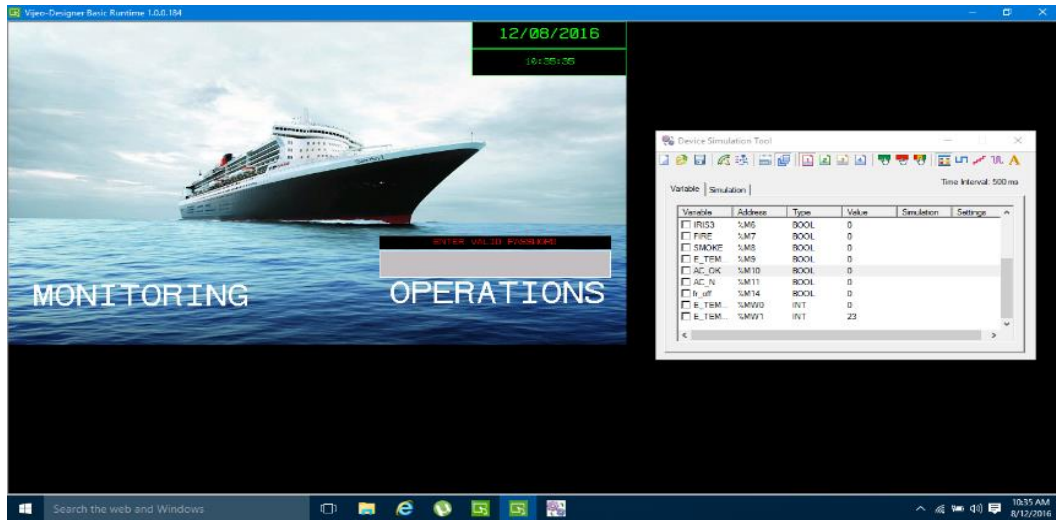 Vijeo-Designer Basic Runtime 1.0.0.184
12/08/2016
10:35:35
ENTER VALID PASSWORD
MONITORING
OPERATIONS
Device Simulation Tool
Time Interval: 500 ms
Variable Simulation
Variable Address Type Value Simulation Settings
IRIS3 %M6 BOOL 0
FIRE %M7 BOOL 0
SMOKE %M8 BOOL 0
E_TEM... %M9 BOOL 0
AC_OK %M10 BOOL 0
AC_N %M11 BOOL 0
fr_off %M14 BOOL 0
E_TEM... %MW0 INT 0
E_TEM... %MW1 INT 23
Search the web and Windows
10:35 AM
8/12/2016